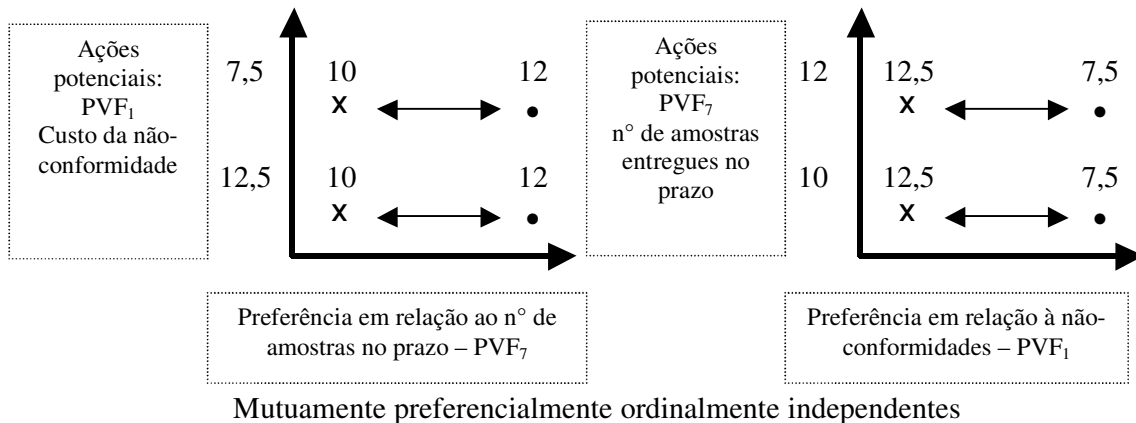 Ações
potenciais:
PVF₁
Custo da não-
conformidade
7,5
10
12
X
•
12,5
10
12
X
•
Preferência em relação ao n° de
amostras no prazo – PVF₇
Ações
potenciais:
PVF₇
n° de amostras
entregues no
prazo
12
12,5
7,5
X
•
10
12,5
7,5
X
•
Preferência em relação à não-
conformidades – PVF₁
Mutuamente preferencialmente ordinalmente independentes